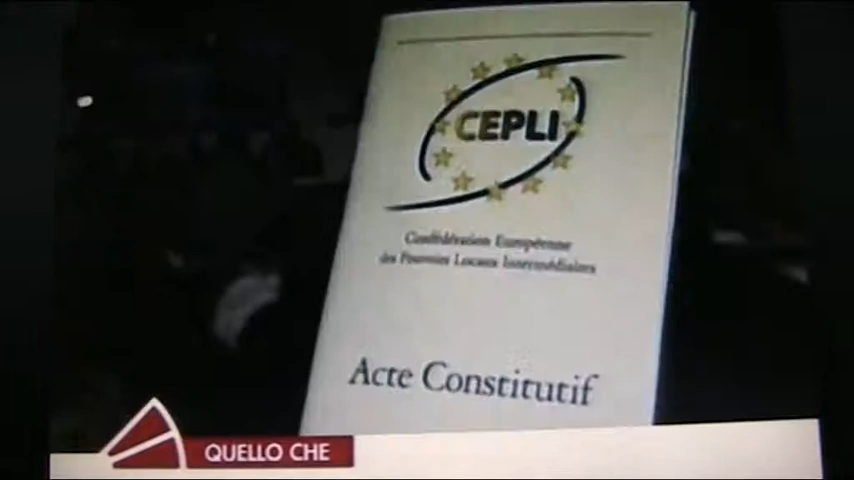 CEPLI
Confédération Européenne
des Pouvoirs Locaux Intermédiaires
Acte Constitutif
QUELLO CHE